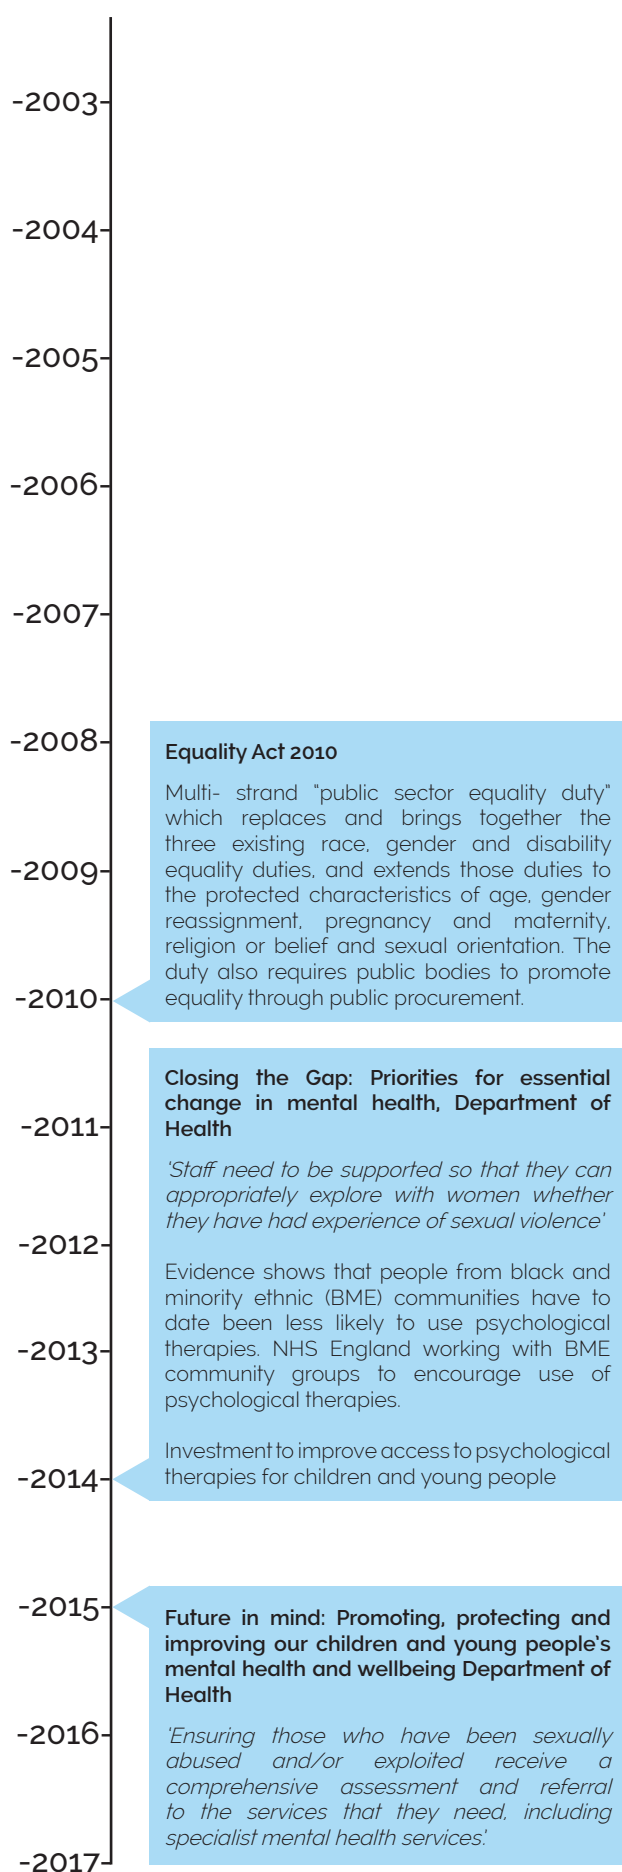 -2003-
-2004-
-2005-
-2006-
-2007-
-2008-
Equality Act 2010
Multi- strand “public sector equality duty”
which replaces and brings together the
three existing race, gender and disability
equality duties, and extends those duties to
the protected characteristics of age, gender
reassignment, pregnancy and maternity,
religion or belief and sexual orientation. The
duty also requires public bodies to promote
equality through public procurement.
-2009-
-2010-
Closing the Gap: Priorities for essential
change in mental health, Department of
Health
‘Staff need to be supported so that they can
appropriately explore with women whether
they have had experience of sexual violence’
Evidence shows that people from black and
minority ethnic (BME) communities have to
date been less likely to use psychological
therapies. NHS England working with BME
community groups to encourage use of
psychological therapies.
Investment to improve access to psychological
therapies for children and young people
-2011-
-2012-
-2013-
-2014-
-2015-
Future in mind: Promoting, protecting and
improving our children and young people’s
mental health and wellbeing Department of
Health
‘Ensuring those who have been sexually
abused and/or exploited receive a
comprehensive assessment and referral
to the services that they need, including
specialist mental health services’.
-2016-
-2017-